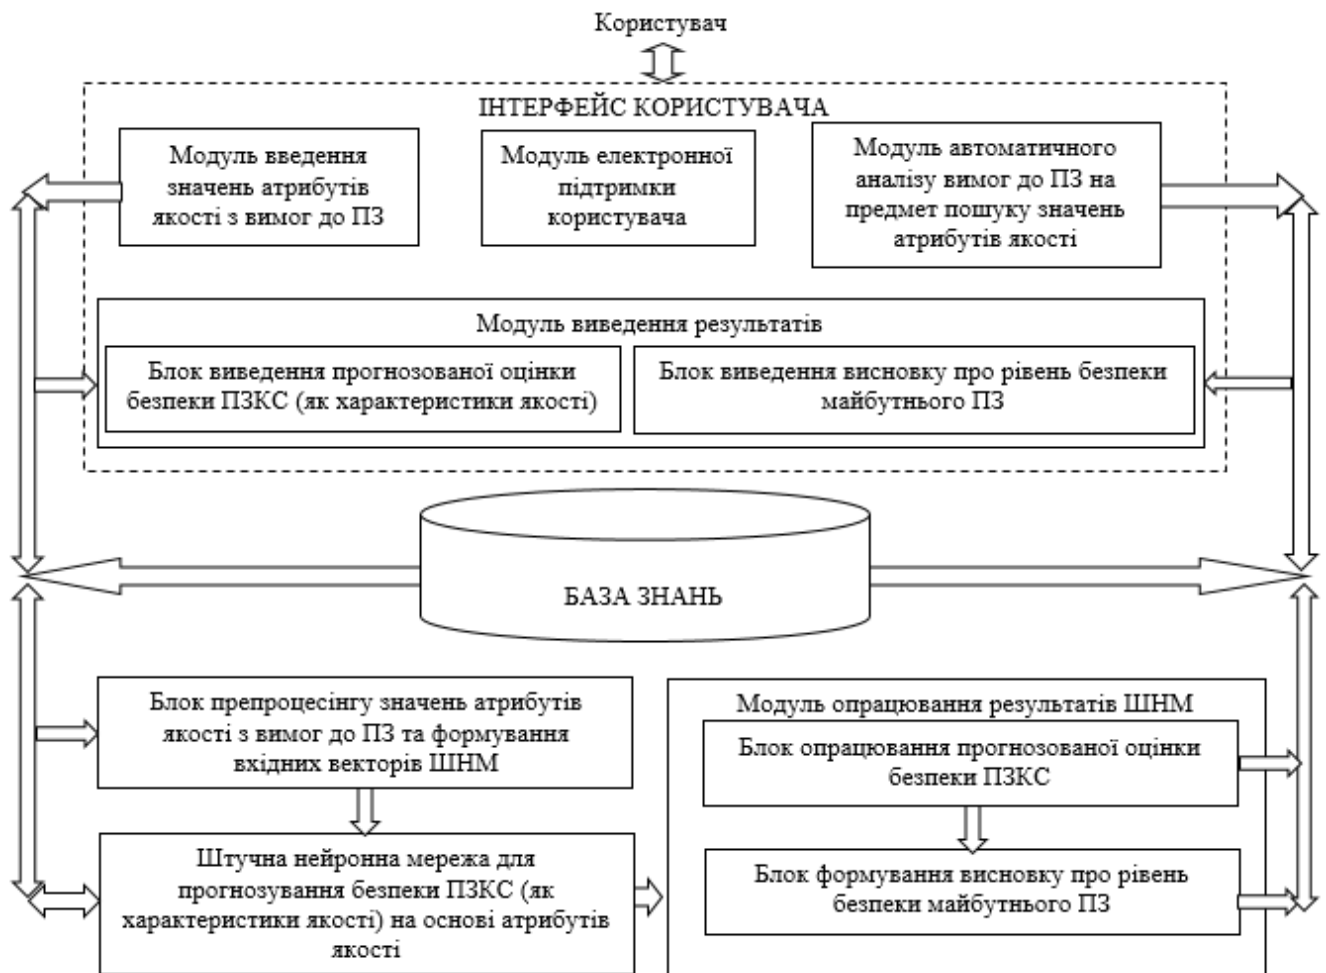 Користувач
ІНТЕРФЕЙС КОРИСТУВАЧА
Модуль введення
значень атрибутів
якості з вимог до ПЗ
Модуль електронної
підтримки
користувача
Модуль автоматичного
аналізу вимог до ПЗ на
предмет пошуку значень
атрибутів якості
Модуль виведення результатів
Блок виведення прогнозованої оцінки
безпеки ПЗКС (як характеристики якості)
Блок виведення висновку про рівень безпеки
майбутнього ПЗ
БАЗА ЗНАНЬ
Блок препроцесінгу значень атрибутів
якості з вимог до ПЗ та формування
вхідних векторів ШНМ
Штучна нейронна мережа для
прогнозування безпеки ПЗКС (як
характеристики якості) на основі атрибутів
якості
Модуль опрацювання результатів ШНМ
Блок опрацювання прогнозованої оцінки
безпеки ПЗКС
Блок формування висновку про рівень
безпеки майбутнього ПЗ